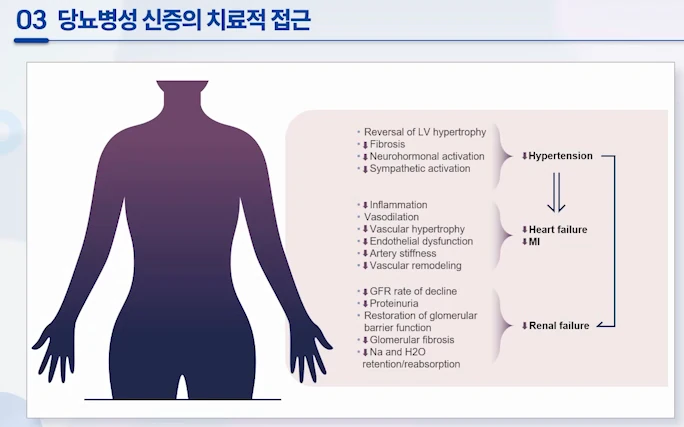 03 당뇨병성 신증의 치료적 접근
• Reversal of LV hypertrophy
• ⬇ Fibrosis
• ⬇ Neurohormonal activation
• ⬇ Sympathetic activation
⬇ Hypertension
• ⬇ Inflammation
• Vasodilation
• ⬇ Vascular hypertrophy
• ⬇ Endothelial dysfunction
• ⬇ Artery stiffness
• ⬇ Vascular remodeling
⬇ Heart failure
⬇ MI
• ⬇ GFR rate of decline
• ⬇ Proteinuria
• Restoration of glomerular
barrier function
• ⬇ Glomerular fibrosis
• ⬇ Na and H2O
retention/reabsorption
⬇ Renal failure